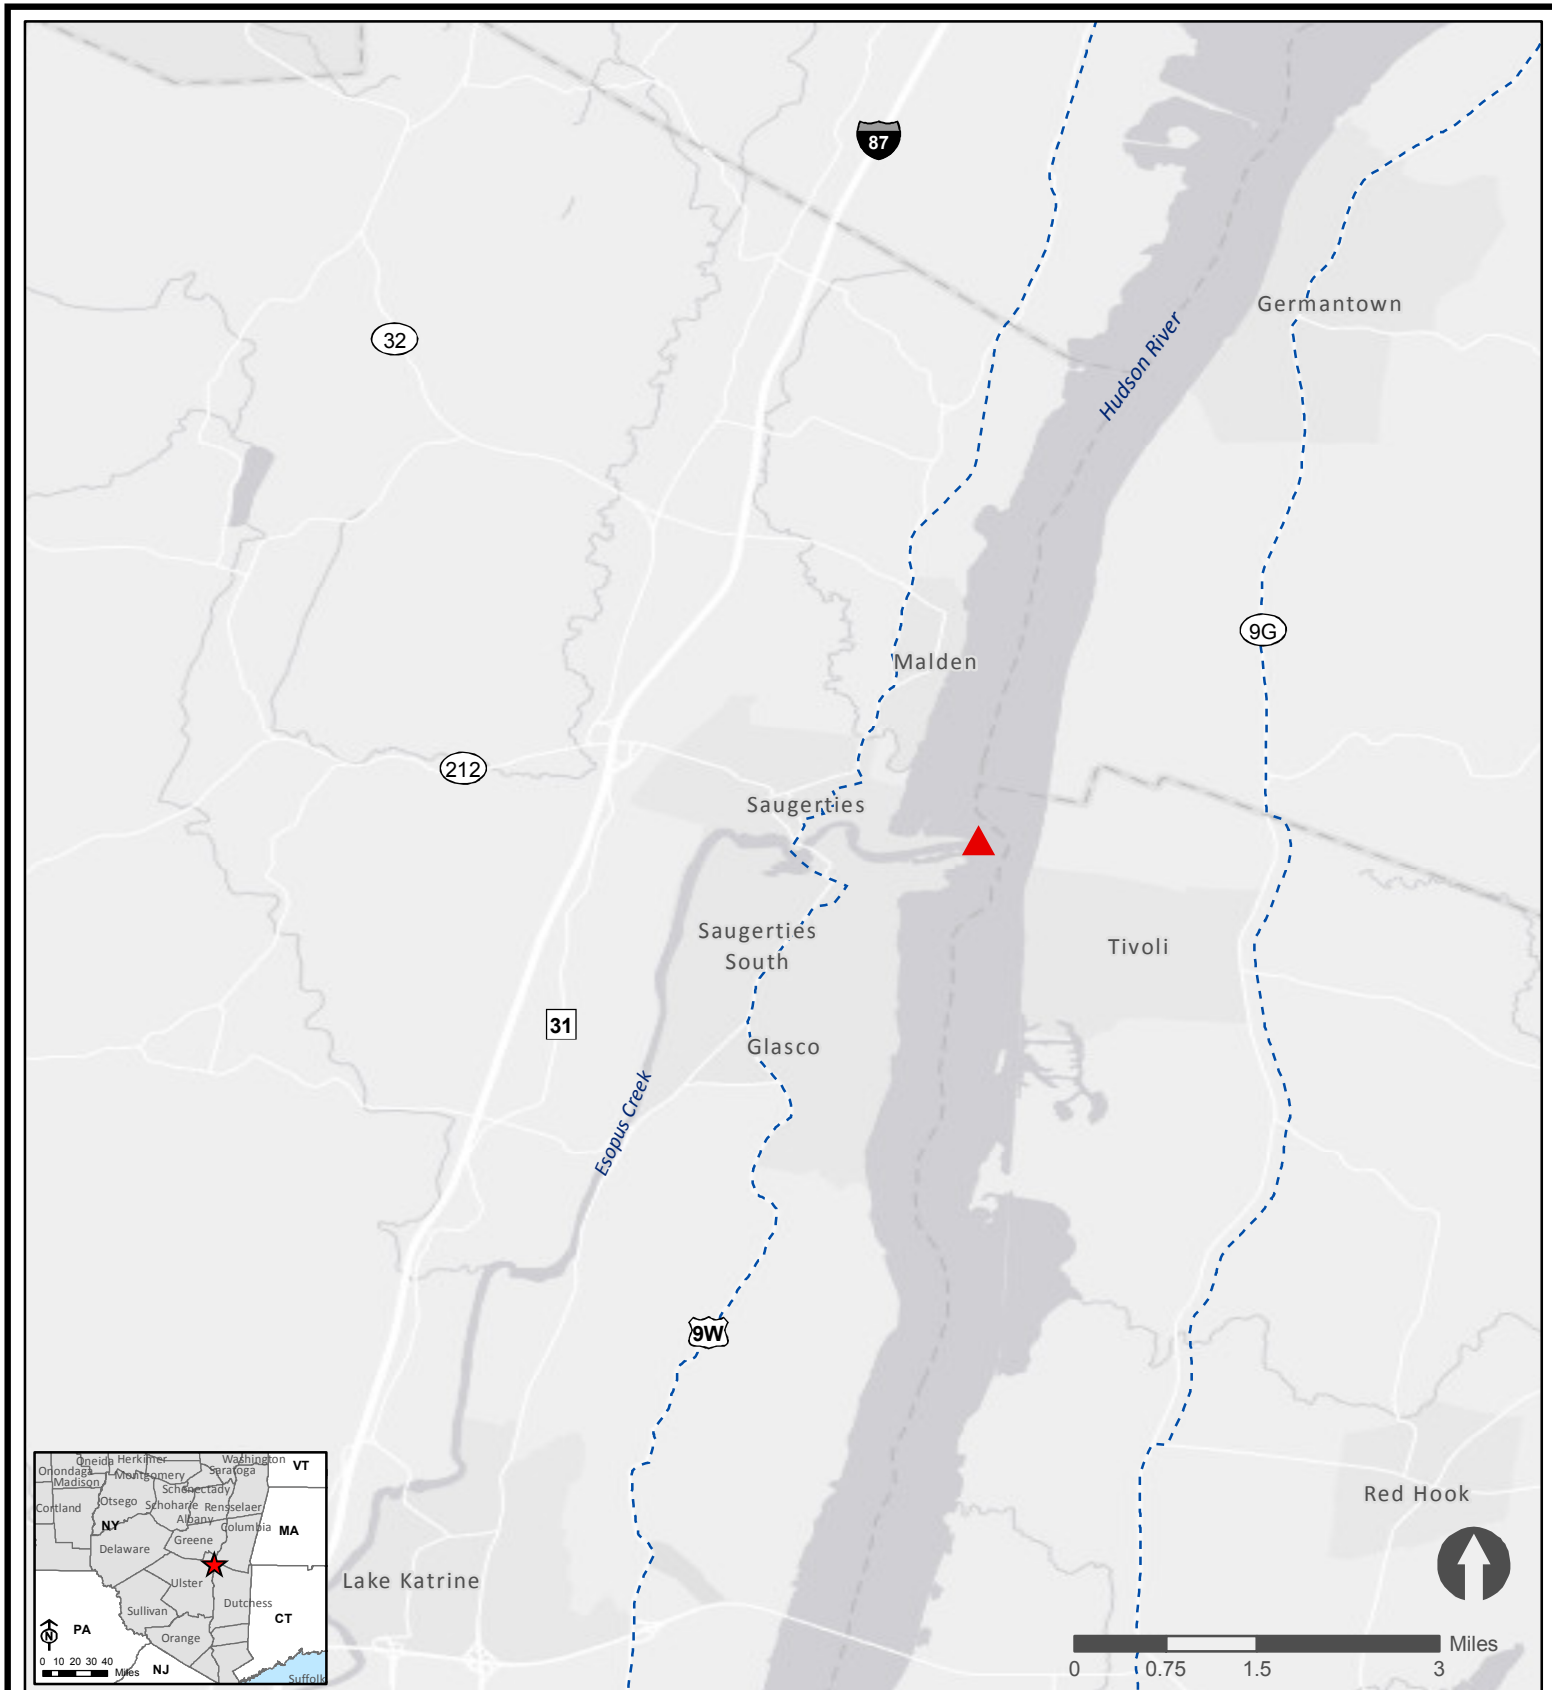 87
Germantown
32
Hudson River
9G
Malden
212
Saugerties
Saugerties
South
Tivoli
31
Glasco
Esopus Creek
9W
Red Hook
Lake Katrine
Miles
0 0.75 1.5 3
Oneida Herkimer Washington
VT
Onondaga Montgomery Saratoga
Madison
Schenectady
Cortland Otsego Schoharie Rensselaer
Albany
NY Columbia MA
Greene
Delaware
Ulster
Dutchess
Sullivan
CT
PA
N
Orange
0 10 20 30 40 Miles
NJ
Suffolk